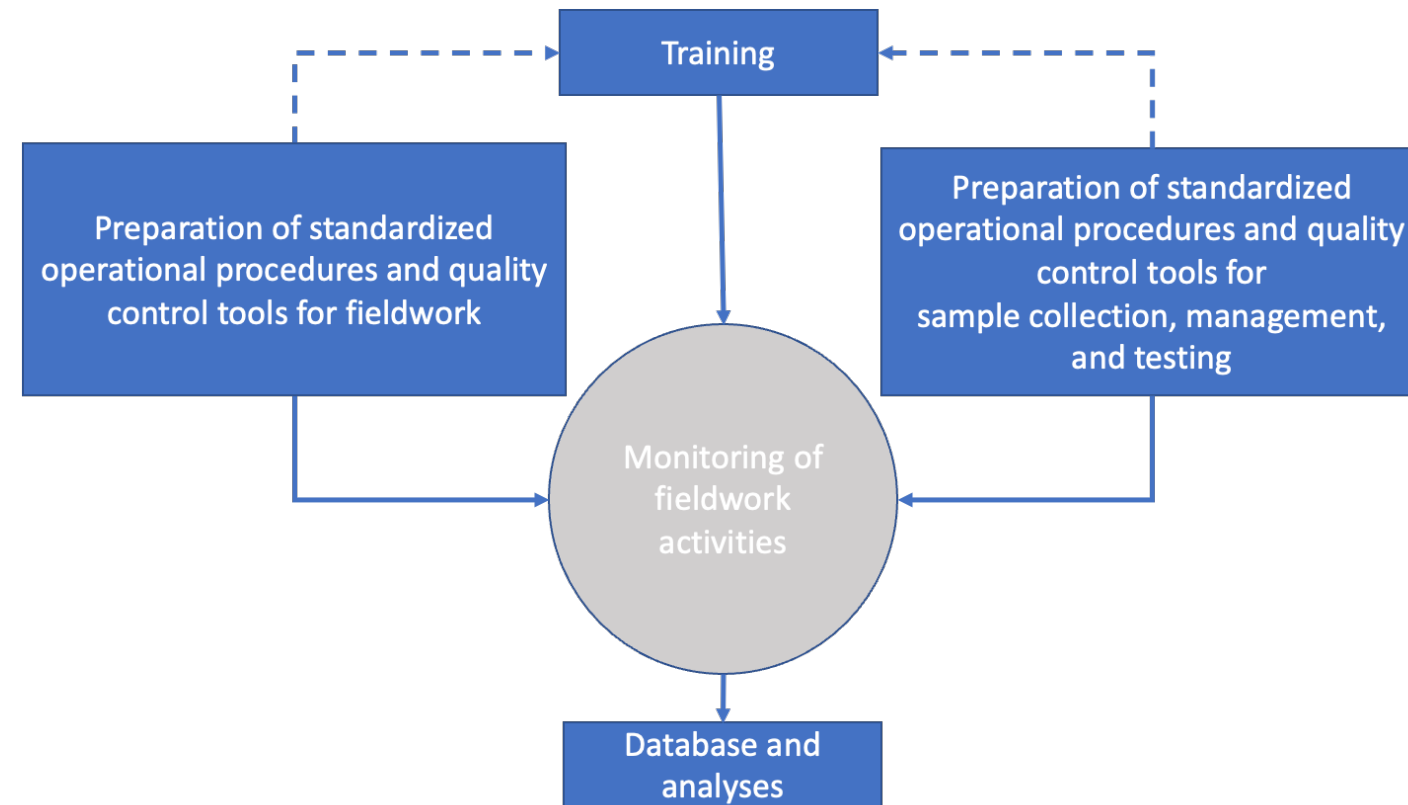 Training
Preparation of standardized
operational procedures and quality
control tools for fieldwork
Preparation of standardized
operational procedures and quality
control tools for
sample collection, management,
and testing
Monitoring of
fieldwork
activities
Database and
analyses